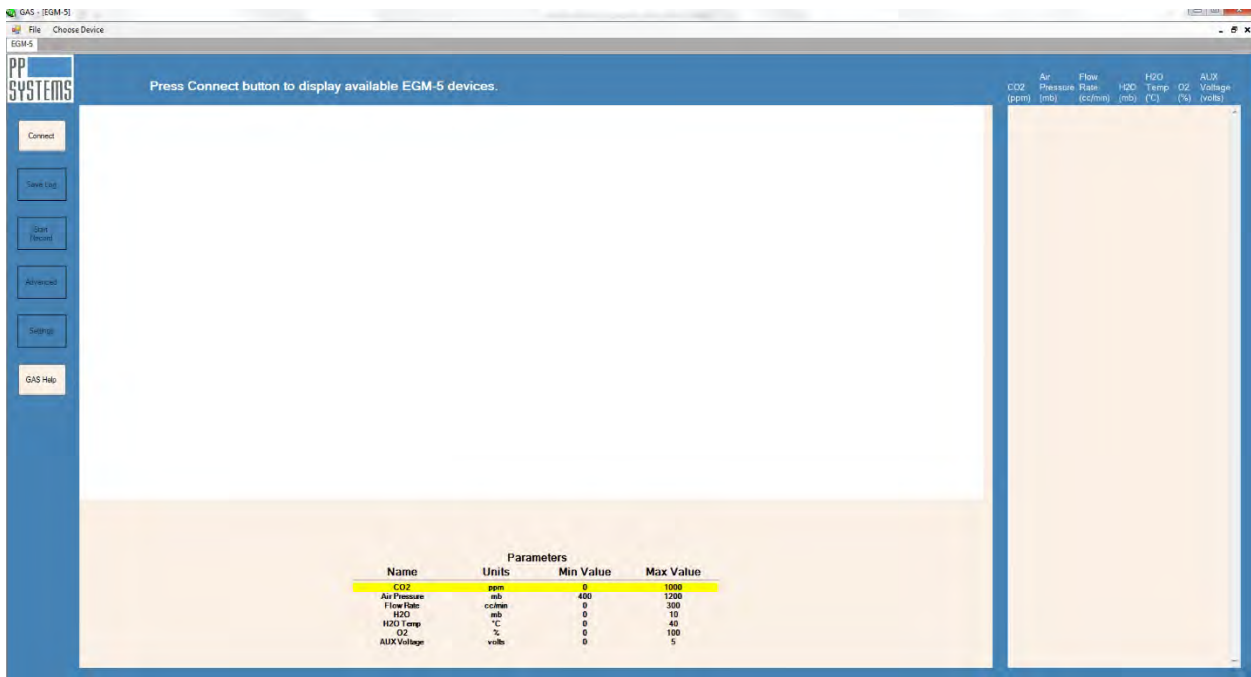 GAS - [EGM-5]
File Choose Device
EGM-5
PP SYSTEMS
Press Connect button to display available EGM-5 devices.
CO2 (ppm) Air Pressure (mb) Flow Rate (cc/min) H2O (mb) H2O Temp (°C) O2 (%) AUX Voltage (volts)
Connect
Save Log
Start Record
Advanced
Settings
GAS Help
Parameters
Name Units Min Value Max Value
CO2 ppm 0 1000
Air Pressure mb 400 1200
Flow Rate cc/min 0 300
H2O mb 0 10
H2O Temp °C 0 40
O2 % 0 100
AUX Voltage volts 0 5